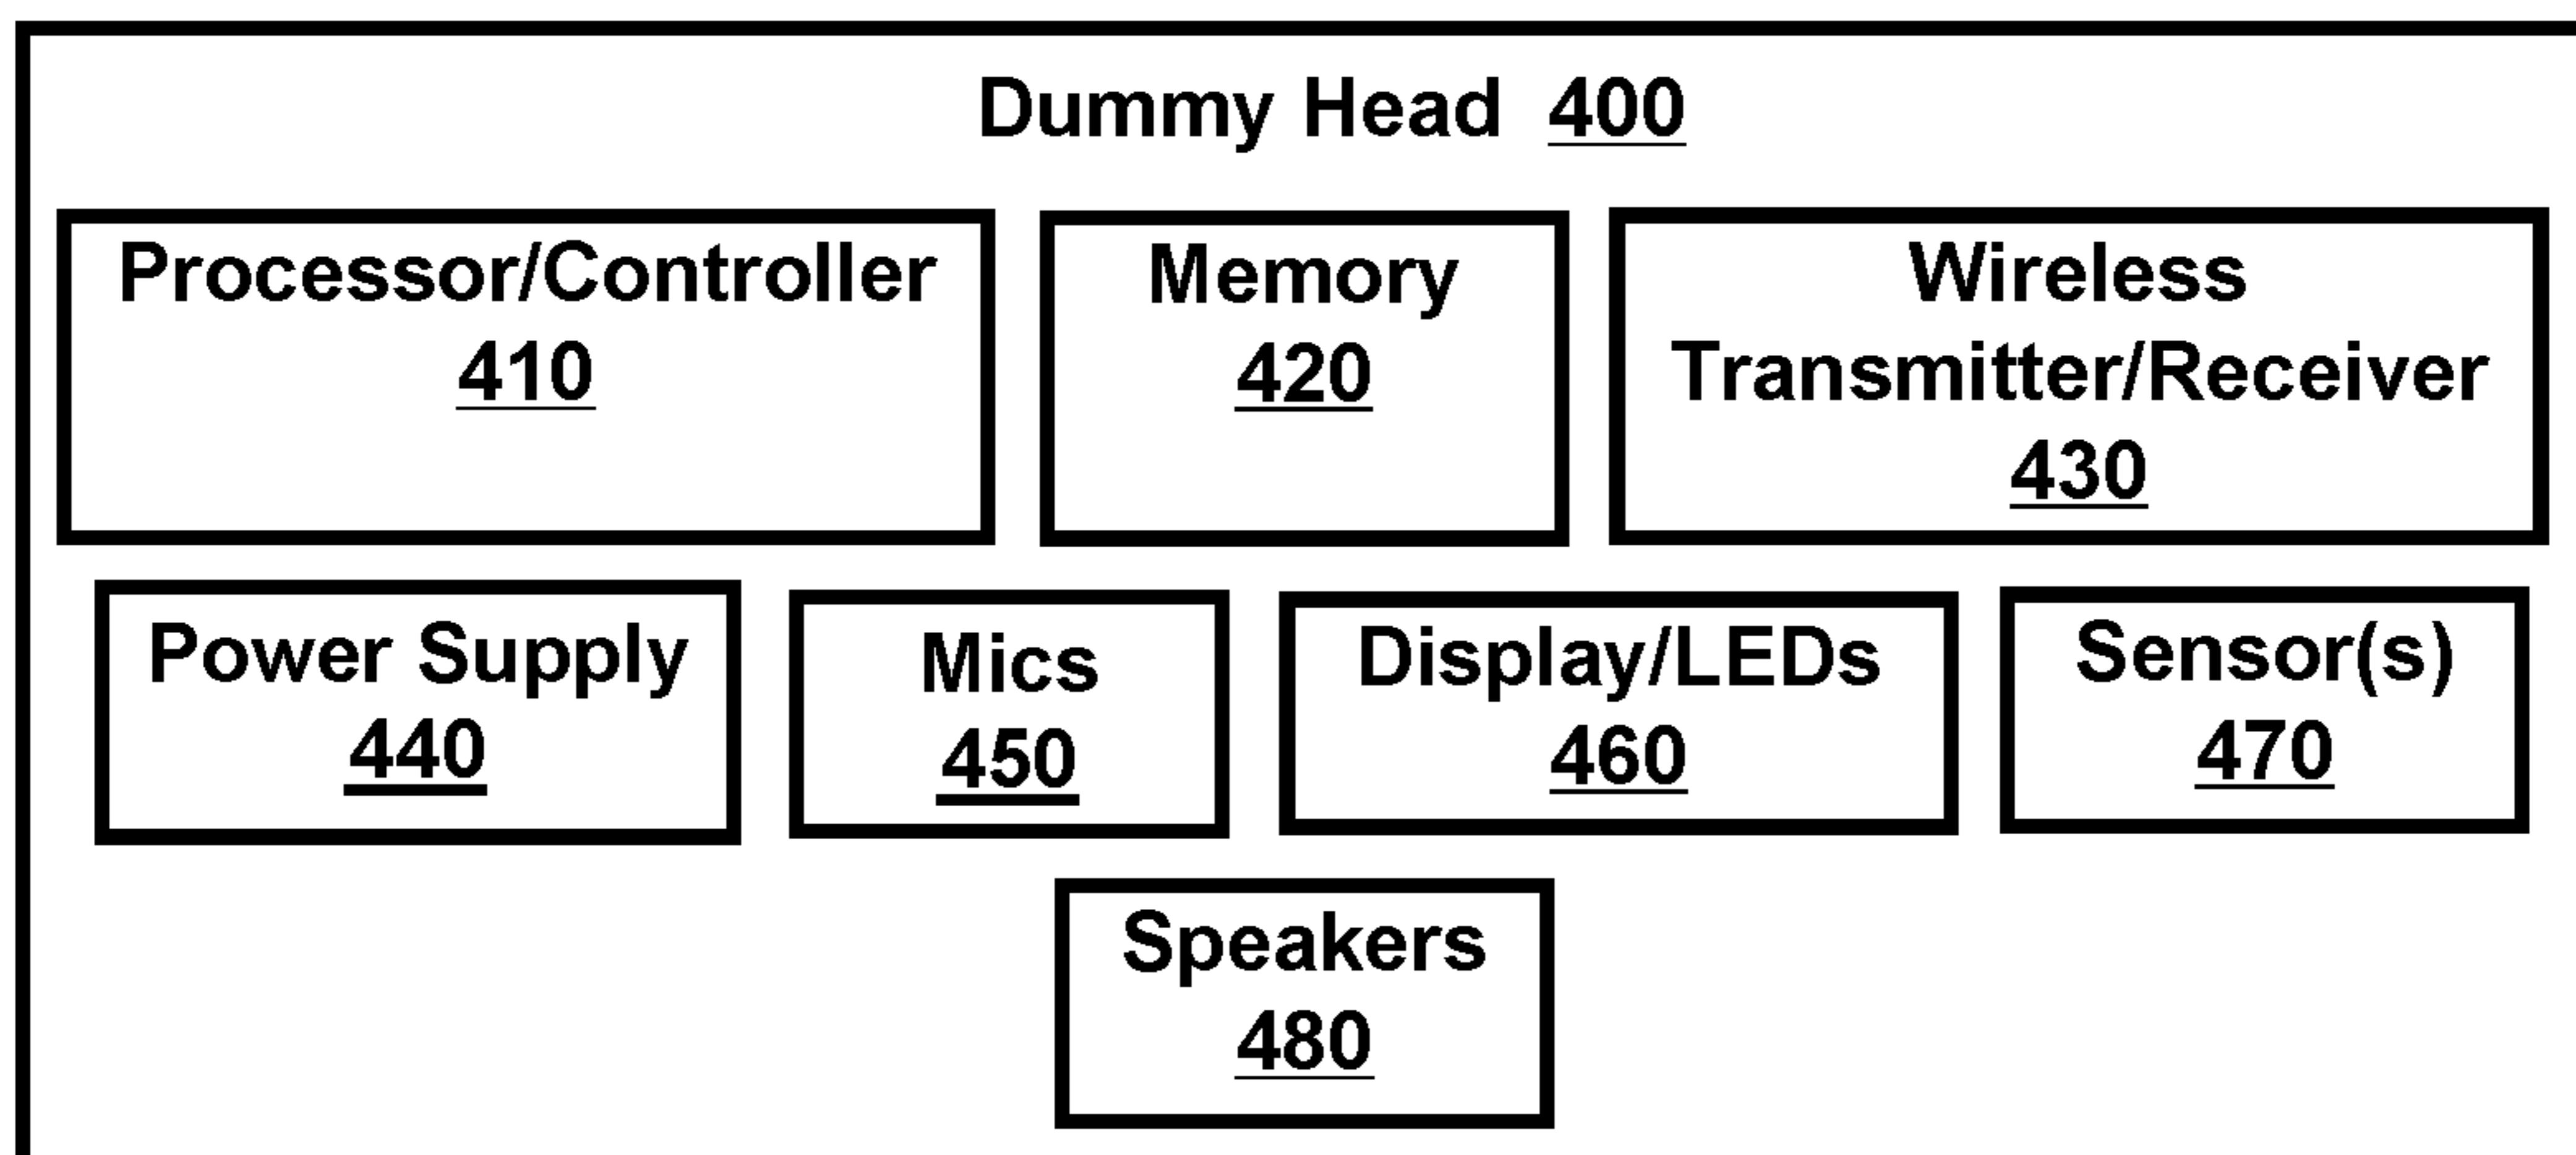 Dummy Head 400
Processor/Controller
410
Memory
420
Wireless
Transmitter/Receiver
430
Power Supply
440
Mics
450
Display/LEDs
460
Sensor(s)
470
Speakers
480